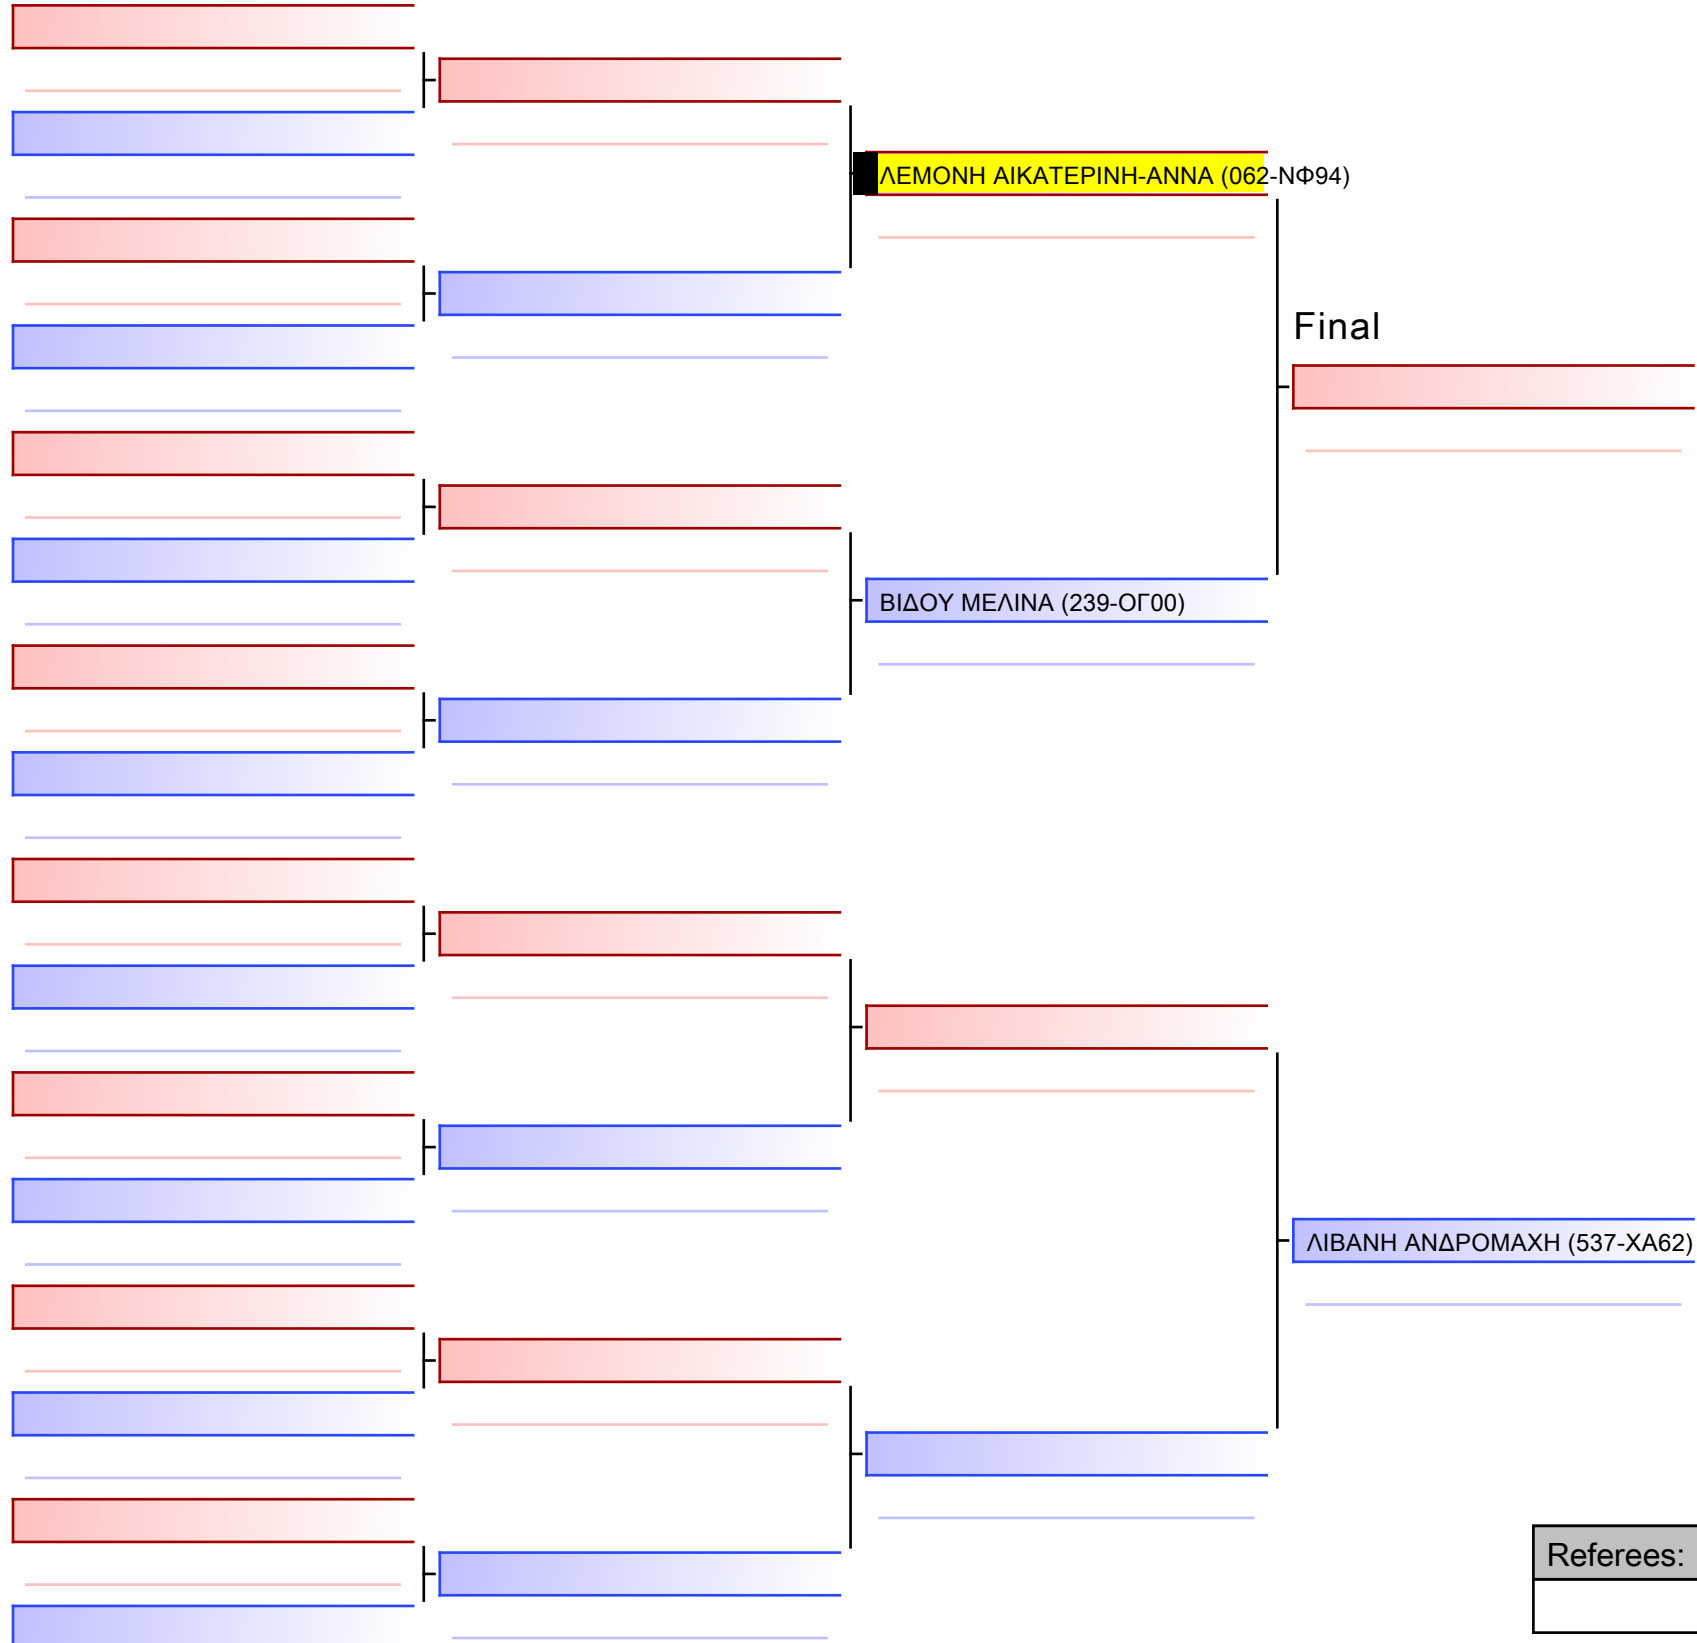 ΛΕΜΟΝΗ ΑΙΚΑΤΕΡΙΝΗ-ΑΝΝΑ (062-ΝΦ94)
Final
ΒΙΔΟΥ ΜΕΛΙΝΑ (239-ΟΓ00)
ΛΙΒΑΝΗ ΑΝΔΡΟΜΑΧΗ (537-ΧΑ62)
Referees: